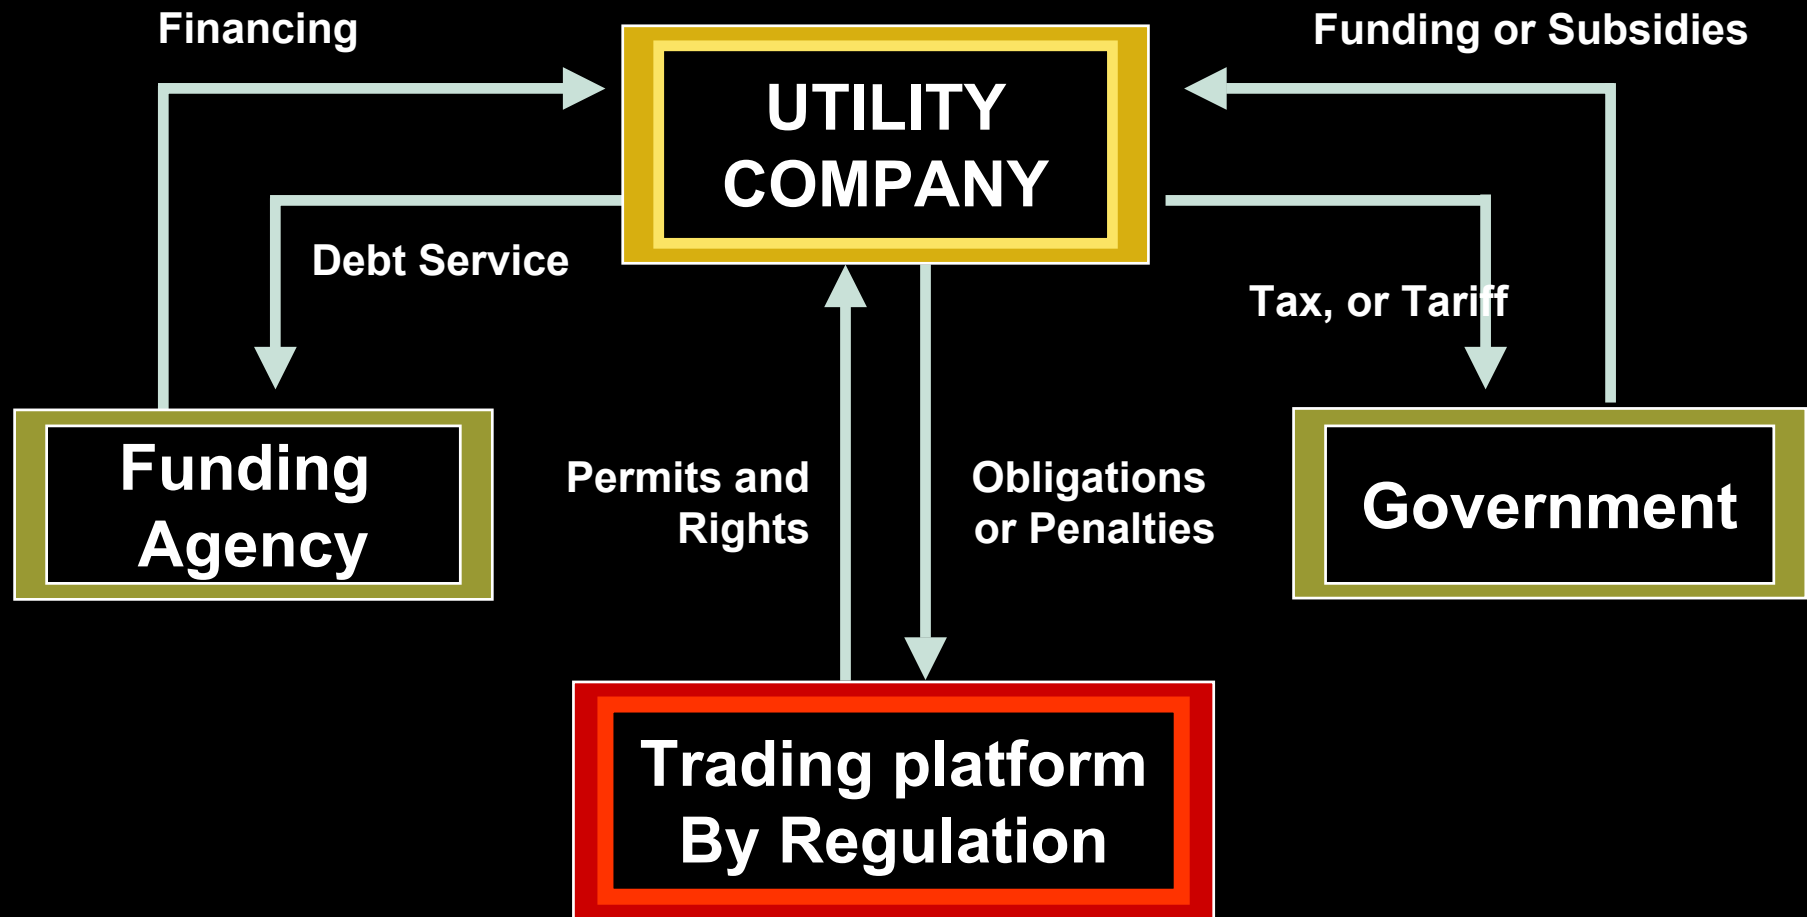 Financing
Funding or Subsidies
UTILITY
COMPANY
Debt Service
Tax, or Tariff
Funding
Agency
Permits and
Rights
Obligations
or Penalties
Government
Trading platform
By Regulation